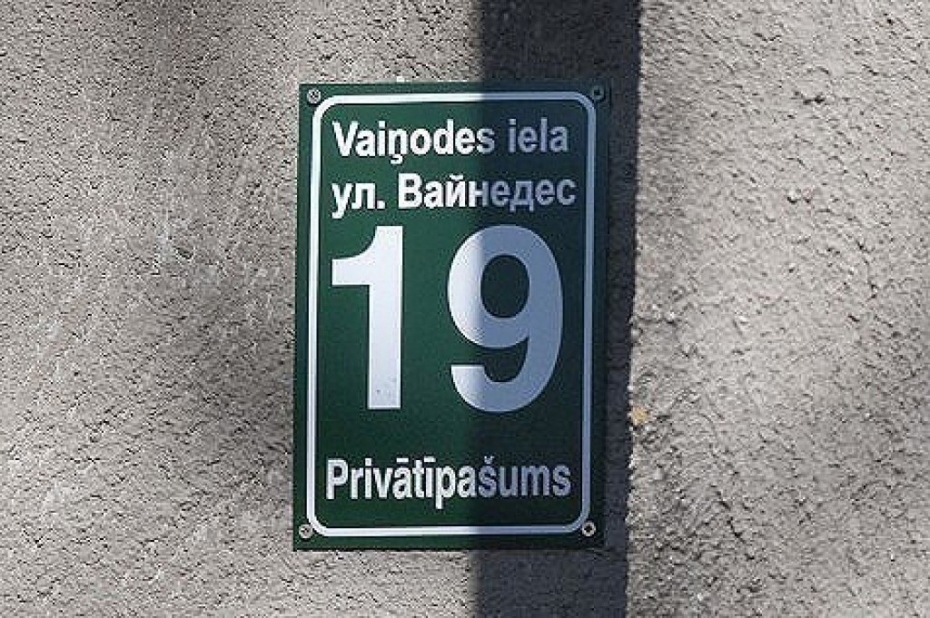 Vaiņodes iela
ул. Вайнедес
19
Privātīpašums